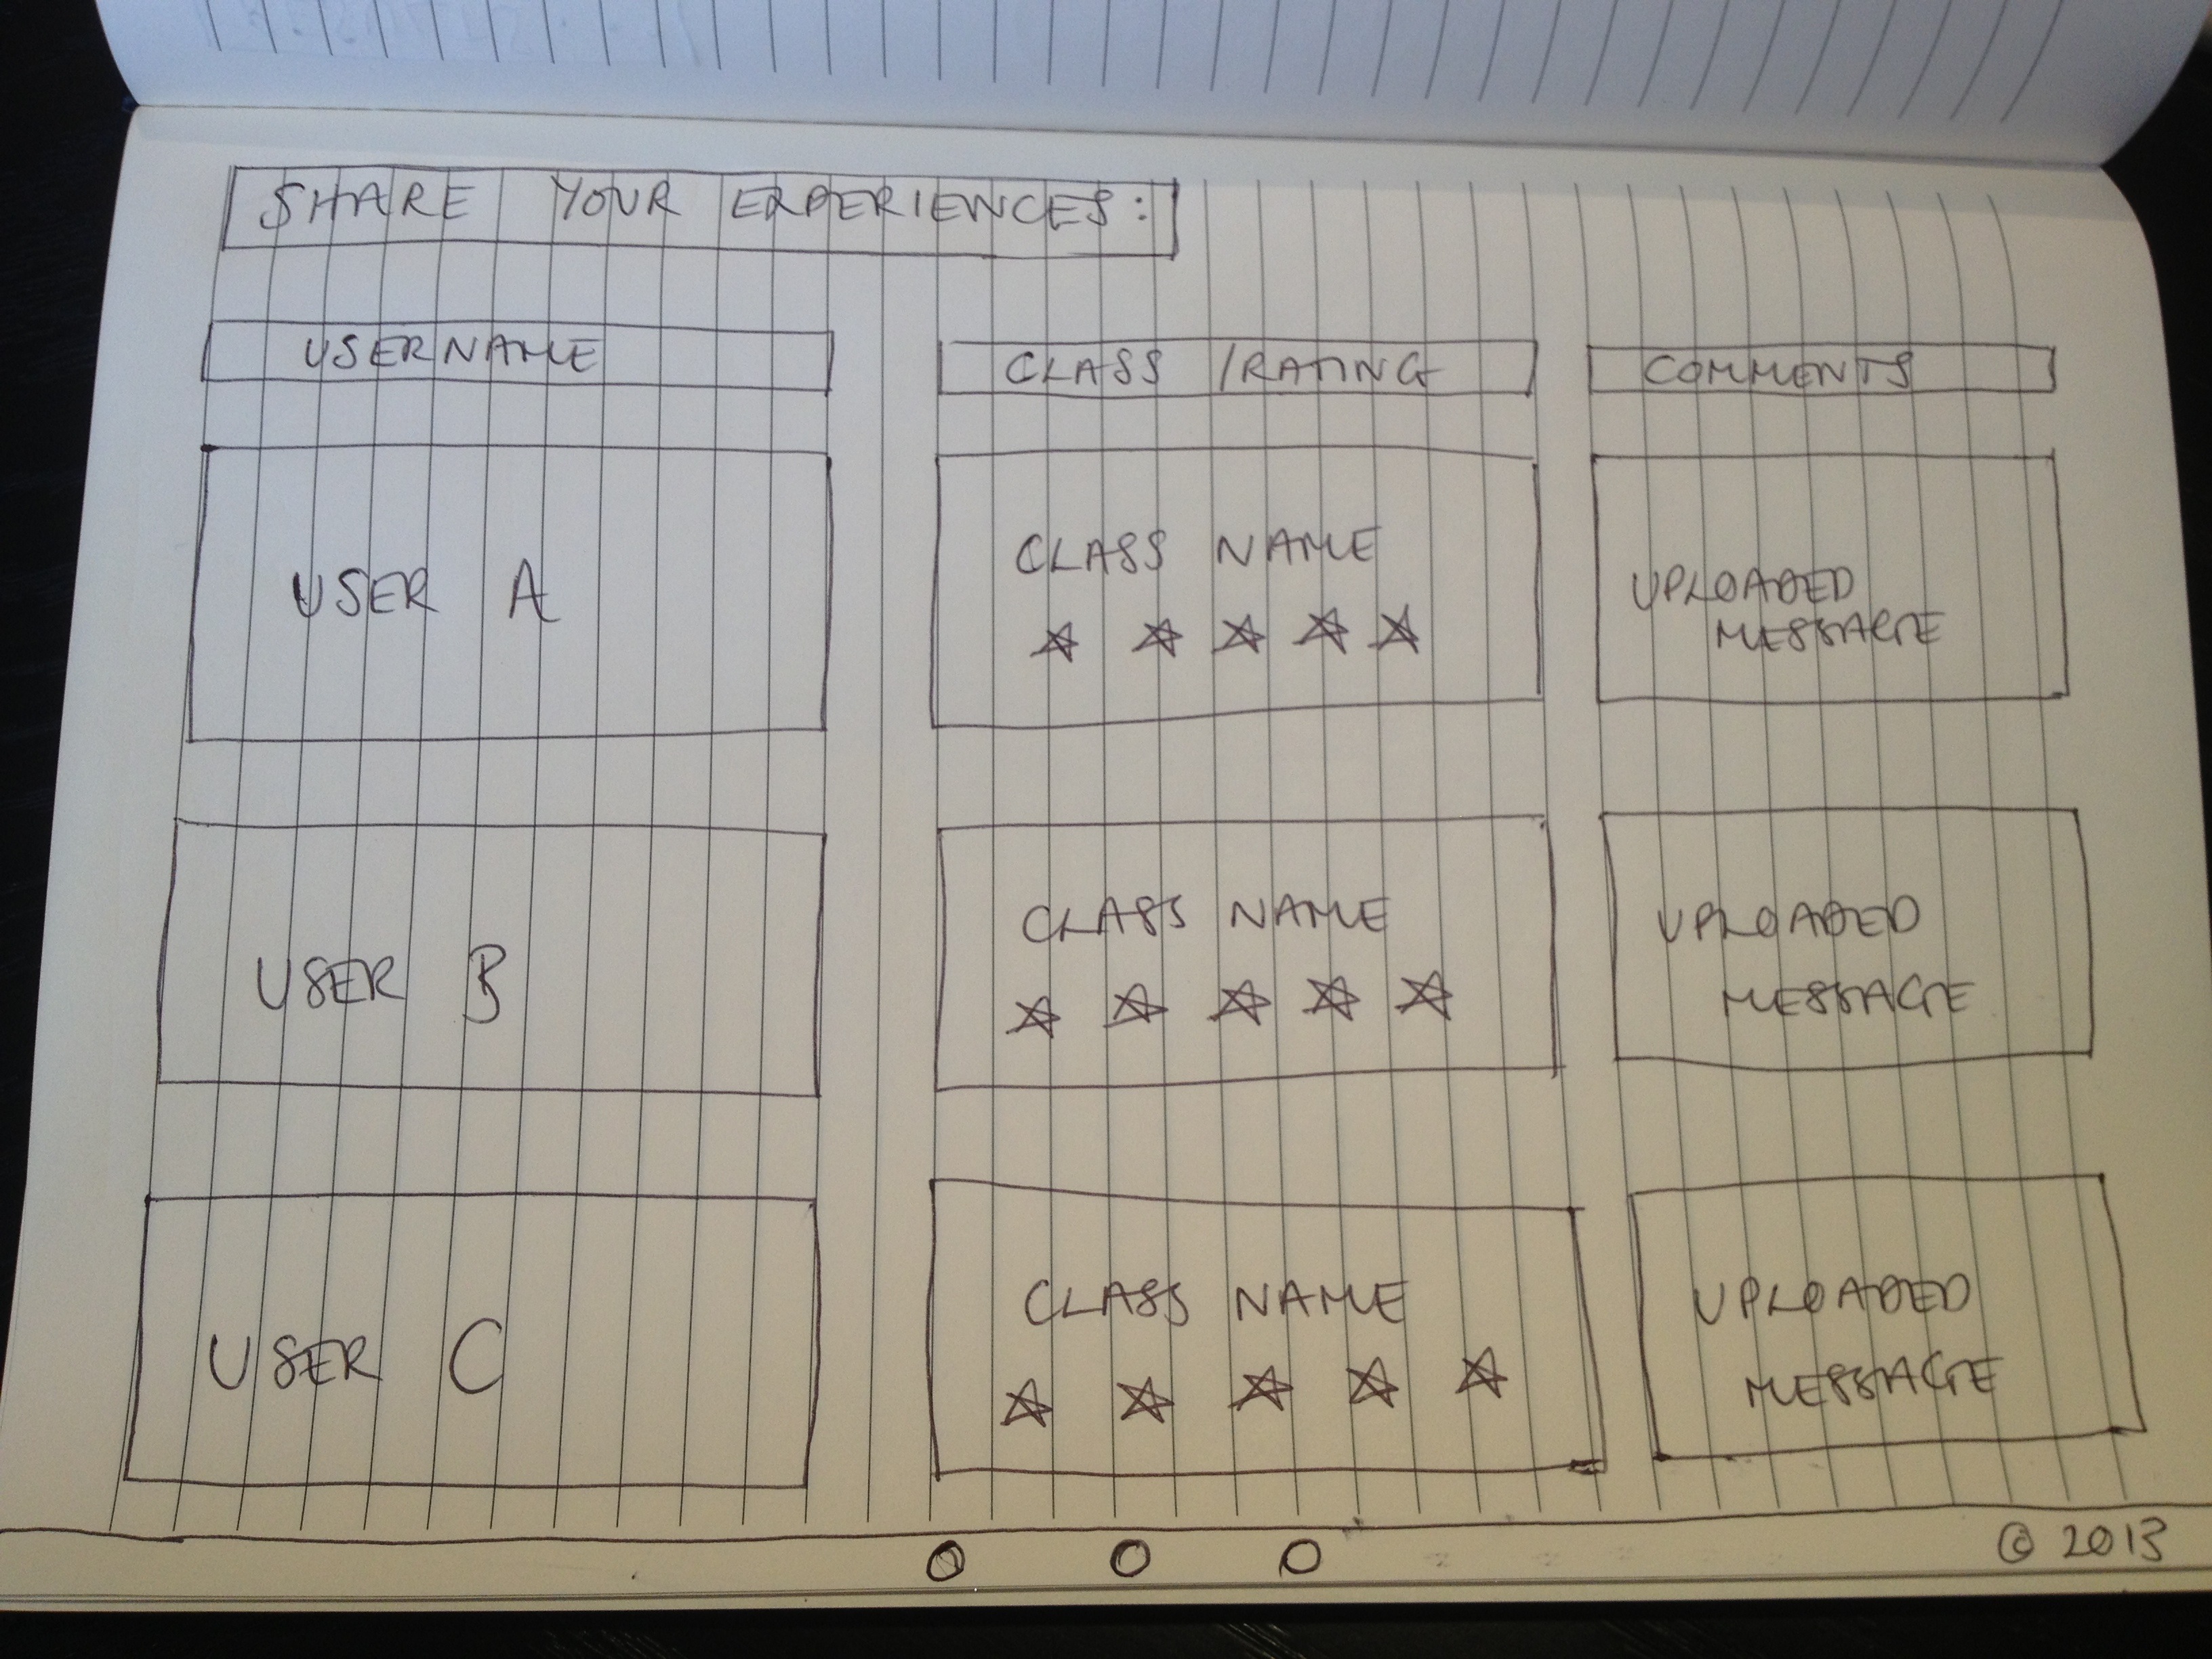 SHARE YOUR EXPERIENCES:
USERNAME
CLASS /RATING
COMMENTS
USER A
CLASS NAME
UPLOADED
MESSAGE
USER B
CLASS NAME
UPLOADED
MESSAGE
USER C
CLASS NAME
UPLOADED
MESSAGE
© 2013